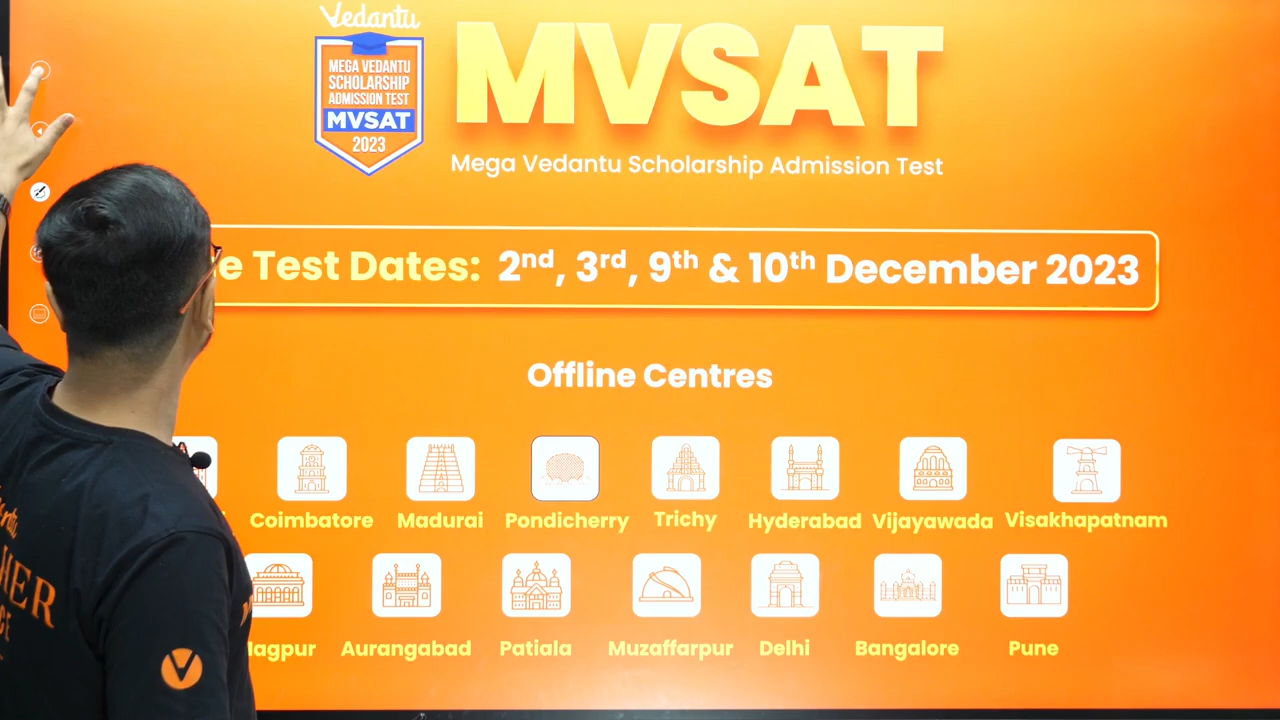 Vedantu
MEGA VEDANTU
SCHOLARSHIP
ADMISSION TEST
MVSAT
2023
MVSAT
Mega Vedantu Scholarship Admission Test
Test Dates: 2nd, 3rd, 9th & 10th December 2023
Offline Centres
Coimbatore Madurai Pondicherry Trichy Hyderabad Vijayawada Visakhapatnam
Aurangabad Patiala Muzaffarpur Delhi Bangalore Pune
V